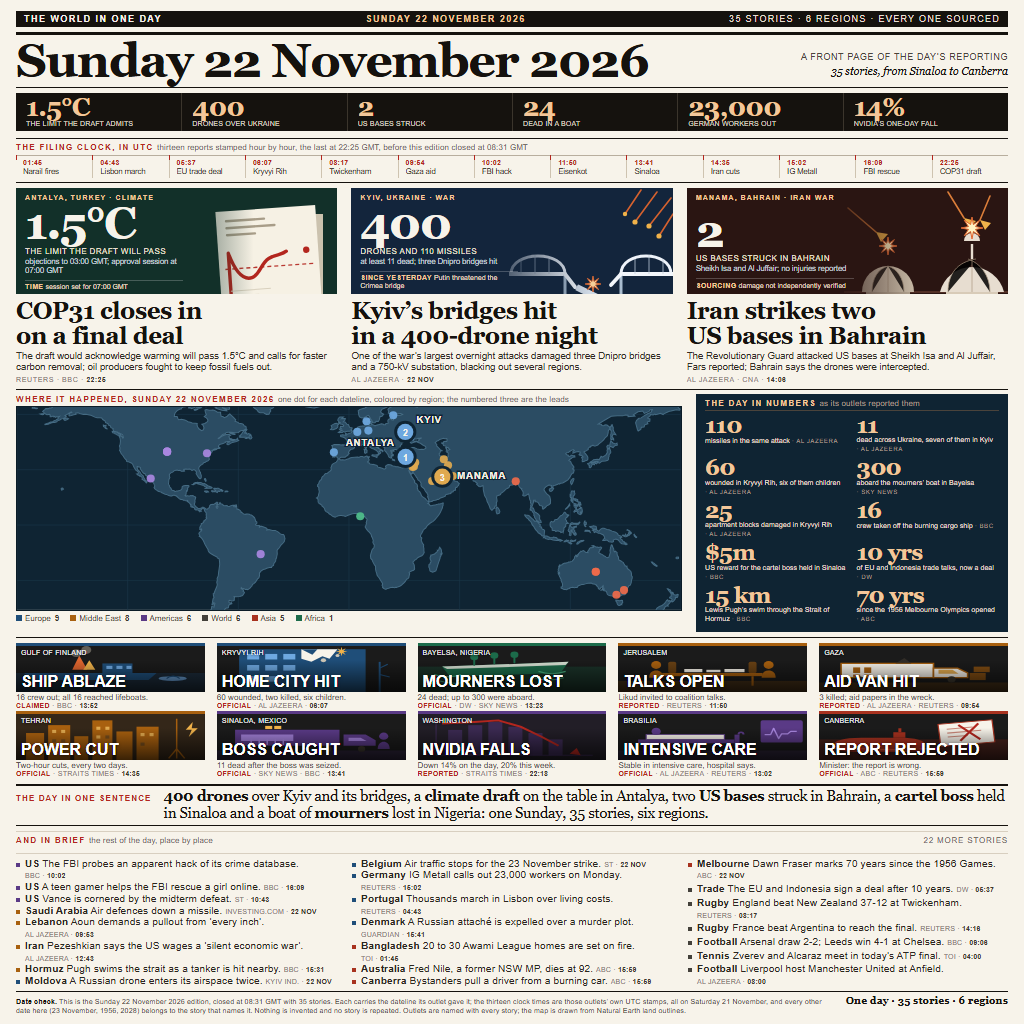 THE WORLD IN ONE DAY
SUNDAY 22 NOVEMBER 2026
35 STORIES · 6 REGIONS · EVERY ONE SOURCED
Sunday 22 November 2026
A FRONT PAGE OF THE DAY'S REPORTING
35 stories, from Sinaloa to Canberra
1.5°C
THE LIMIT THE DRAFT ADMITS
400
DRONES OVER UKRAINE
2
US BASES STRUCK
24
DEAD IN A BOAT
23,000
GERMAN WORKERS OUT
14%
NVIDIA'S ONE-DAY FALL
THE FILING CLOCK, IN UTC thirteen reports stamped hour by hour, the last at 22:25 GMT, before this edition closed at 08:31 GMT
01:45
Narail fires
04:43
Lisbon march
05:37
EU trade deal
06:07
Kryvyi Rih
08:17
Twickenham
09:54
Gaza aid
10:02
FBI hack
11:50
Eisenkot
13:41
Sinaloa
14:35
Iran cuts
15:02
IG Metall
16:09
FBI rescue
22:25
COP31 draft
ANTALYA, TURKEY · CLIMATE
1.5°C
THE LIMIT THE DRAFT WILL PASS
objections to 03:00 GMT; approval session at
07:00 GMT
TIME session set for 07:00 GMT
COP31 closes in
on a final deal
The draft would acknowledge warming will pass 1.5°C and calls for faster
carbon removal; oil producers fought to keep fossil fuels out.
REUTERS · BBC · 22:25
KYIV, UKRAINE · WAR
400
DRONES AND 110 MISSILES
at least 11 dead; three Dnipro bridges hit
SINCE YESTERDAY Putin threatened the
Crimea bridge
Kyiv's bridges hit
in a 400-drone night
One of the war's largest overnight attacks damaged three Dnipro bridges
and a 750-kV substation, blacking out several regions.
AL JAZEERA · 22 NOV
MANAMA, BAHRAIN · IRAN WAR
2
US BASES STRUCK IN BAHRAIN
Sheikh Isa and Al Juffair; no injuries reported
SOURCING damage not independently verified
Iran strikes two
US bases in Bahrain
The Revolutionary Guard attacked US bases at Sheikh Isa and Al Juffair,
Fars reported; Bahrain says the drones were intercepted.
AL JAZEERA · CNA · 14:06
WHERE IT HAPPENED, SUNDAY 22 NOVEMBER 2026 one dot for each dateline, coloured by region; the numbered three are the leads
KYIV
2
ANTALYA
1
3
MANAMA
Europe 9
Middle East 8
Americas 6
World 6
Asia 5
Africa 1
THE DAY IN NUMBERS as its outlets reported them
110
missiles in the same attack · AL JAZEERA
11
dead across Ukraine, seven of them in Kyiv
· AL JAZEERA
60
wounded in Kryvyi Rih, six of them children
· AL JAZEERA
300
aboard the mourners' boat in Bayelsa
· SKY NEWS
25
apartment blocks damaged in Kryvyi Rih
· AL JAZEERA
16
crew taken off the burning cargo ship · BBC
$5m
US reward for the cartel boss held in Sinaloa
· BBC
10 yrs
of EU and Indonesia trade talks, now a deal
· DW
15 km
Lewis Pugh's swim through the Strait of
Hormuz · BBC
70 yrs
since the 1956 Melbourne Olympics opened
· ABC
GULF OF FINLAND
SHIP ABLAZE
16 crew out; all 16 reached lifeboats.
CLAIMED · BBC · 13:52
KRYVYI RIH
HOME CITY HIT
60 wounded, two killed, six children.
OFFICIAL · AL JAZEERA · 06:07
BAYELSA, NIGERIA
MOURNERS LOST
24 dead; up to 300 were aboard.
OFFICIAL · DW · SKY NEWS · 13:23
JERUSALEM
TALKS OPEN
Likud invited to coalition talks.
REPORTED · REUTERS · 11:50
GAZA
AID VAN HIT
3 killed; aid papers in the wreck.
REPORTED · AL JAZEERA · REUTERS · 09:54
TEHRAN
POWER CUT
Two-hour cuts, every two days.
OFFICIAL · STRAITS TIMES · 14:35
SINALOA, MEXICO
BOSS CAUGHT
11 dead after the boss was seized.
OFFICIAL · SKY NEWS · BBC · 13:41
WASHINGTON
NVIDIA FALLS
Down 14% on the day, 20% this week.
REPORTED · STRAITS TIMES · 22:18
BRASILIA
INTENSIVE CARE
Stable in intensive care, hospital says.
OFFICIAL · AL JAZEERA · REUTERS · 13:02
CANBERRA
REPORT REJECTED
Minister: the report is wrong.
OFFICIAL · ABC · REUTERS · 15:59
THE DAY IN ONE SENTENCE
400 drones over Kyiv and its bridges, a climate draft on the table in Antalya, two US bases struck in Bahrain, a cartel boss held
in Sinaloa and a boat of mourners lost in Nigeria: one Sunday, 35 stories, six regions.
AND IN BRIEF the rest of the day, place by place
22 MORE STORIES
US The FBI probes an apparent hack of its crime database.
BBC · 10:02
US A teen gamer helps the FBI rescue a girl online. BBC · 16:09
US Vance is cornered by the midterm defeat. ST · 10:43
Saudi Arabia Air defences down a missile. INVESTING.COM · 22 NOV
Lebanon Aoun demands a pullout from 'every inch'.
AL JAZEERA · 09:53
Iran Pezeshkian says the US wages a 'silent economic war'.
AL JAZEERA · 12:43
Hormuz Pugh swims the strait as a tanker is hit nearby. BBC · 15:31
Moldova A Russian drone enters its airspace twice. KYIV IND. · 22 NOV
Belgium Air traffic stops for the 23 November strike. ST · 22 NOV
Germany IG Metall calls out 23,000 workers on Monday.
REUTERS · 15:02
Portugal Thousands march in Lisbon over living costs.
REUTERS · 04:43
Denmark A Russian attaché is expelled over a murder plot.
GUARDIAN · 15:41
Bangladesh 20 to 30 Awami League homes are set on fire.
TOI · 01:45
Australia Fred Nile, a former NSW MP, dies at 92. ABC · 15:59
Canberra Bystanders pull a driver from a burning car. ABC · 15:59
Melbourne Dawn Fraser marks 70 years since the 1956 Games.
ABC · 22 NOV
Trade The EU and Indonesia sign a deal after 10 years. DW · 05:37
Rugby England beat New Zealand 37-12 at Twickenham.
REUTERS · 08:17
Rugby France beat Argentina to reach the final. REUTERS · 14:16
Football Arsenal draw 2-2; Leeds win 4-1 at Chelsea. BBC · 09:06
Tennis Zverev and Alcaraz meet in today's ATP final. TOI · 04:00
Football Liverpool host Manchester United at Anfield.
AL JAZEERA · 08:00
Date check. This is the Sunday 22 November 2026 edition, closed at 08:31 GMT with 35 stories. Each carries the dateline its outlet gave it; the thirteen clock times are those outlets' own UTC stamps, all on Saturday 21 November, and every other
date here (23 November, 1956, 2028) belongs to the story that names it. Nothing is invented and no story is repeated. Outlets are named with every story; the map is drawn from Natural Earth land outlines.
One day · 35 stories · 6 regions